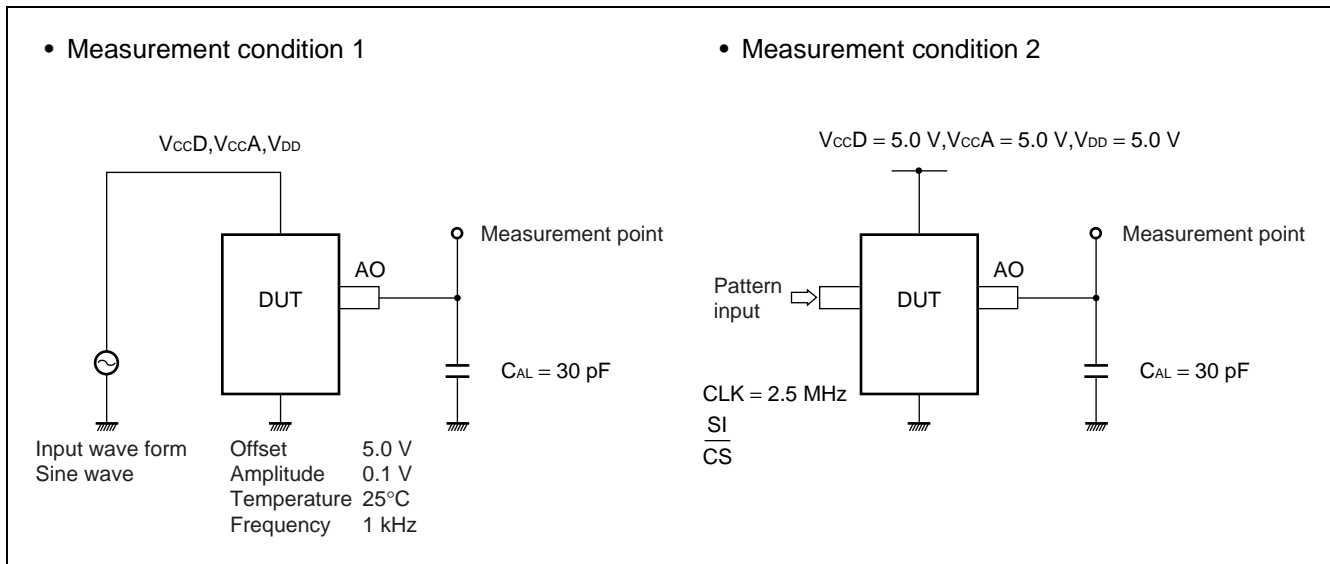 • Measurement condition 1
VCCD,VCCA,VDD
Measurement point
AO
DUT
CAL = 30 pF
Input wave form
Sine wave
Offset 5.0 V
Amplitude 0.1 V
Temperature 25°C
Frequency 1 kHz
• Measurement condition 2
VCCD = 5.0 V,VCCA = 5.0 V,VDD = 5.0 V
Measurement point
AO
Pattern
input
DUT
CAL = 30 pF
CLK = 2.5 MHz
SI
C̅S̅